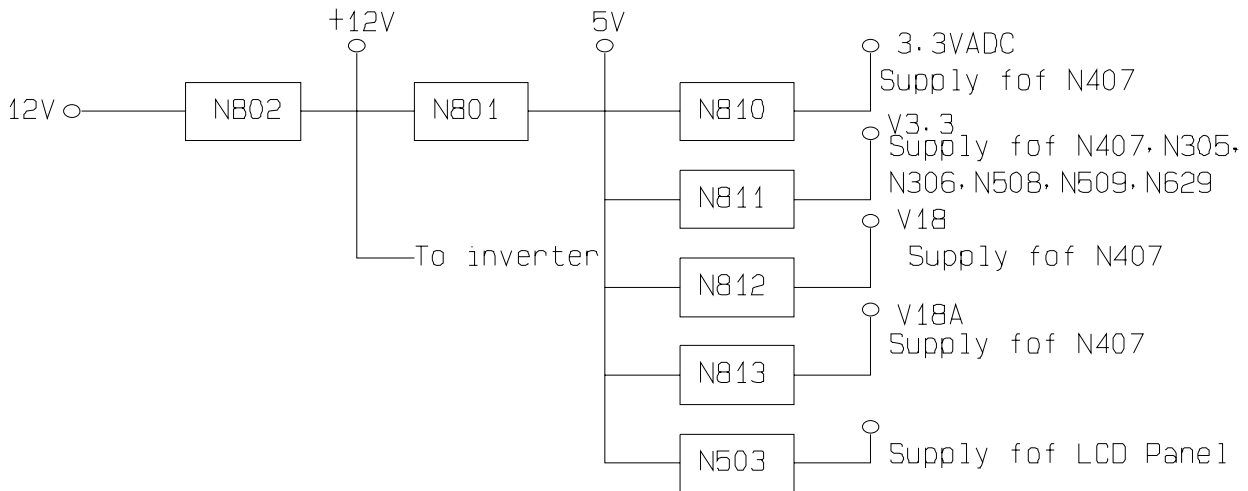 +12V
5V
3.3VADC
Supply fof N407
12V
N802
N801
N810
V3.3
Supply fof N407, N305,
N306, N508, N509, N629
N811
V18
Supply fof N407
To inverter
N812
V18A
Supply fof N407
N813
Supply fof LCD Panel
N503